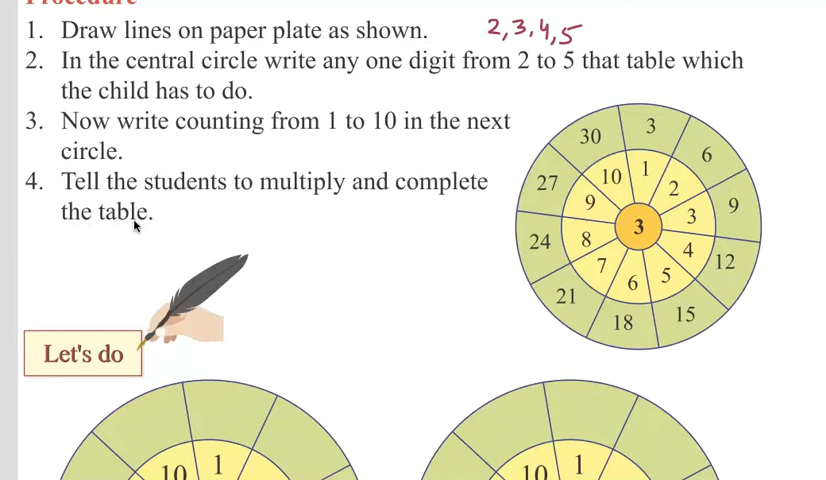 Procedure
1. Draw lines on paper plate as shown.
2,3,4,5
2. In the central circle write any one digit from 2 to 5 that table which
the child has to do.
3. Now write counting from 1 to 10 in the next
circle.
4. Tell the students to multiply and complete
the table.
30 3
6
27 10 1 2
9 3 9
3
24 8 4 12
7 6 5
21 18 15
Let's do
10 1
10 1